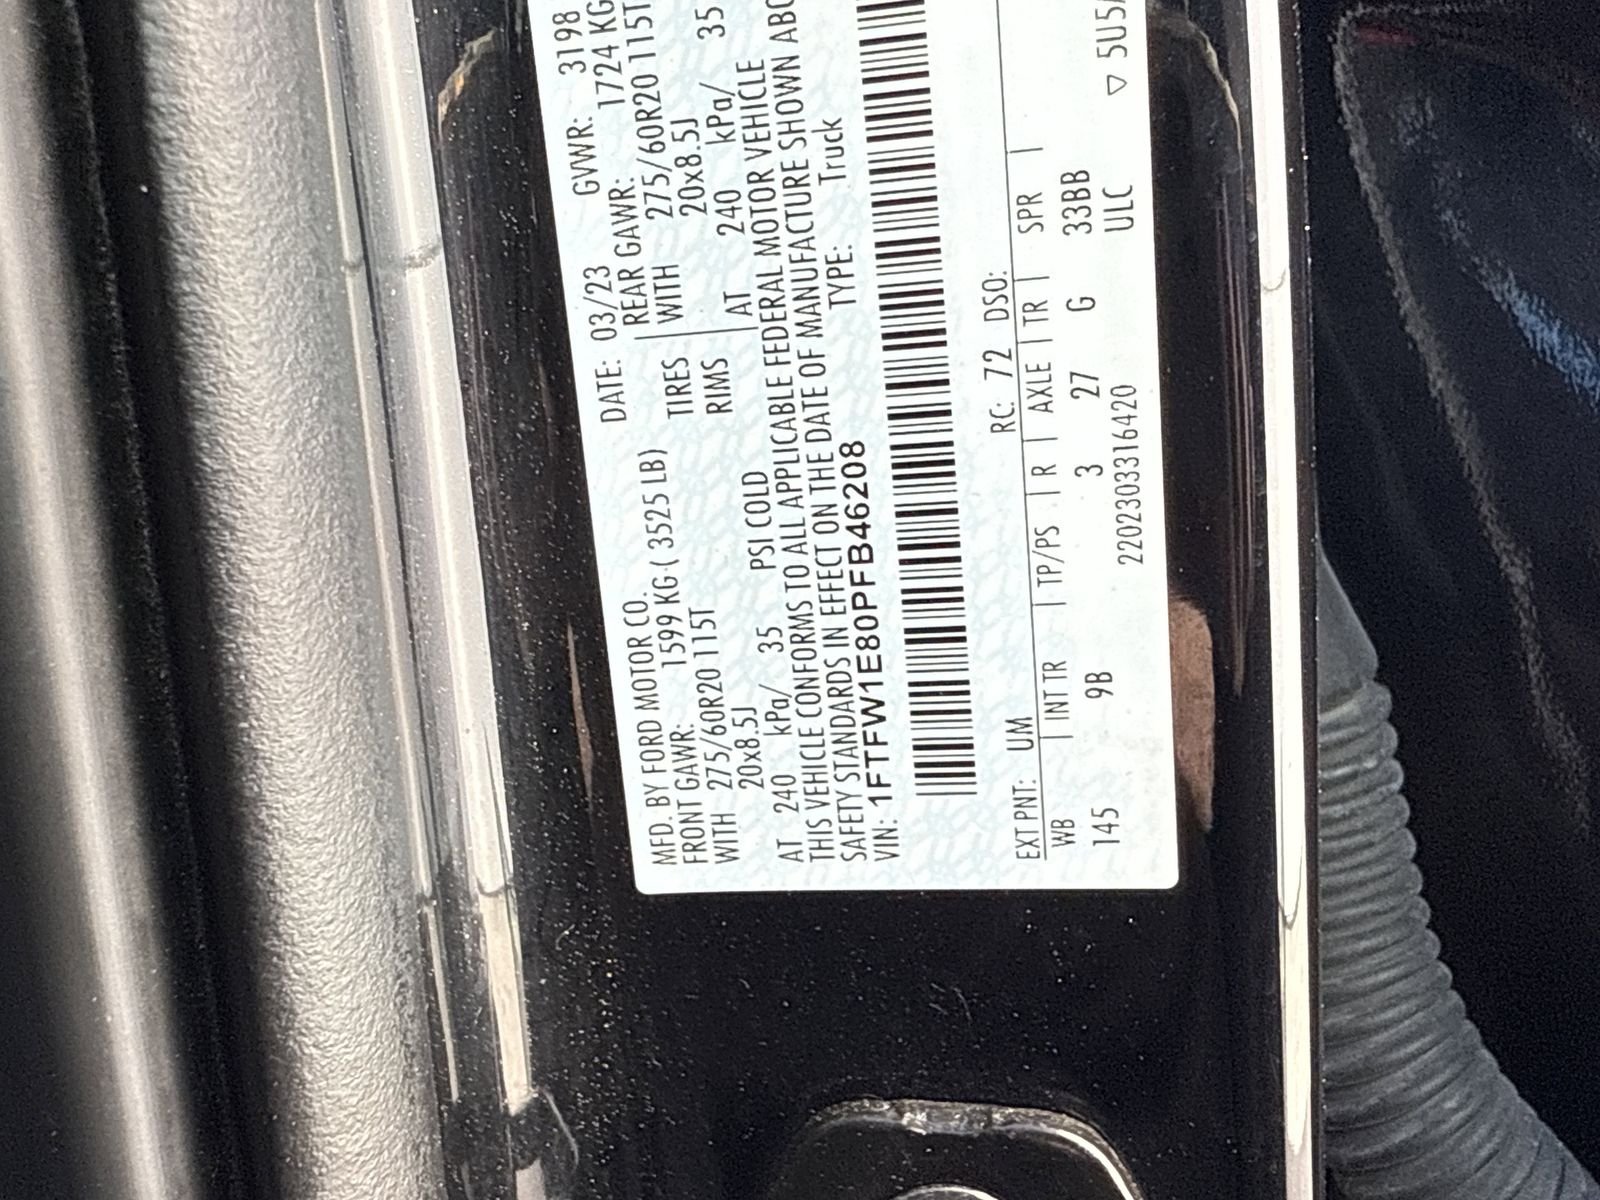 MFD. BY FORD MOTOR CO. DATE: 03/23 GVWR: 3198
FRONT GAWR: 1599 KG ( 3525 LB) REAR GAWR: 1724 KG
WITH 275/60R20 115T TIRES WITH 275/60R20 115T
20x8.5J RIMS 20x8.5J
AT 240 kPa/ 35 PSI COLD AT 240 kPa/ 35
THIS VEHICLE CONFORMS TO ALL APPLICABLE FEDERAL MOTOR VEHICLE
SAFETY STANDARDS IN EFFECT ON THE DATE OF MANUFACTURE SHOWN ABO
VIN: 1FTFW1E80PFB46208 TYPE: Truck
EXT PNT: UM RC: 72 DSO:
WB | INT TR | TP/PS | R | AXLE | TR | SPR |
145 9B 3 27 G 33BB
2202303316420 ULC ▽ 5U5